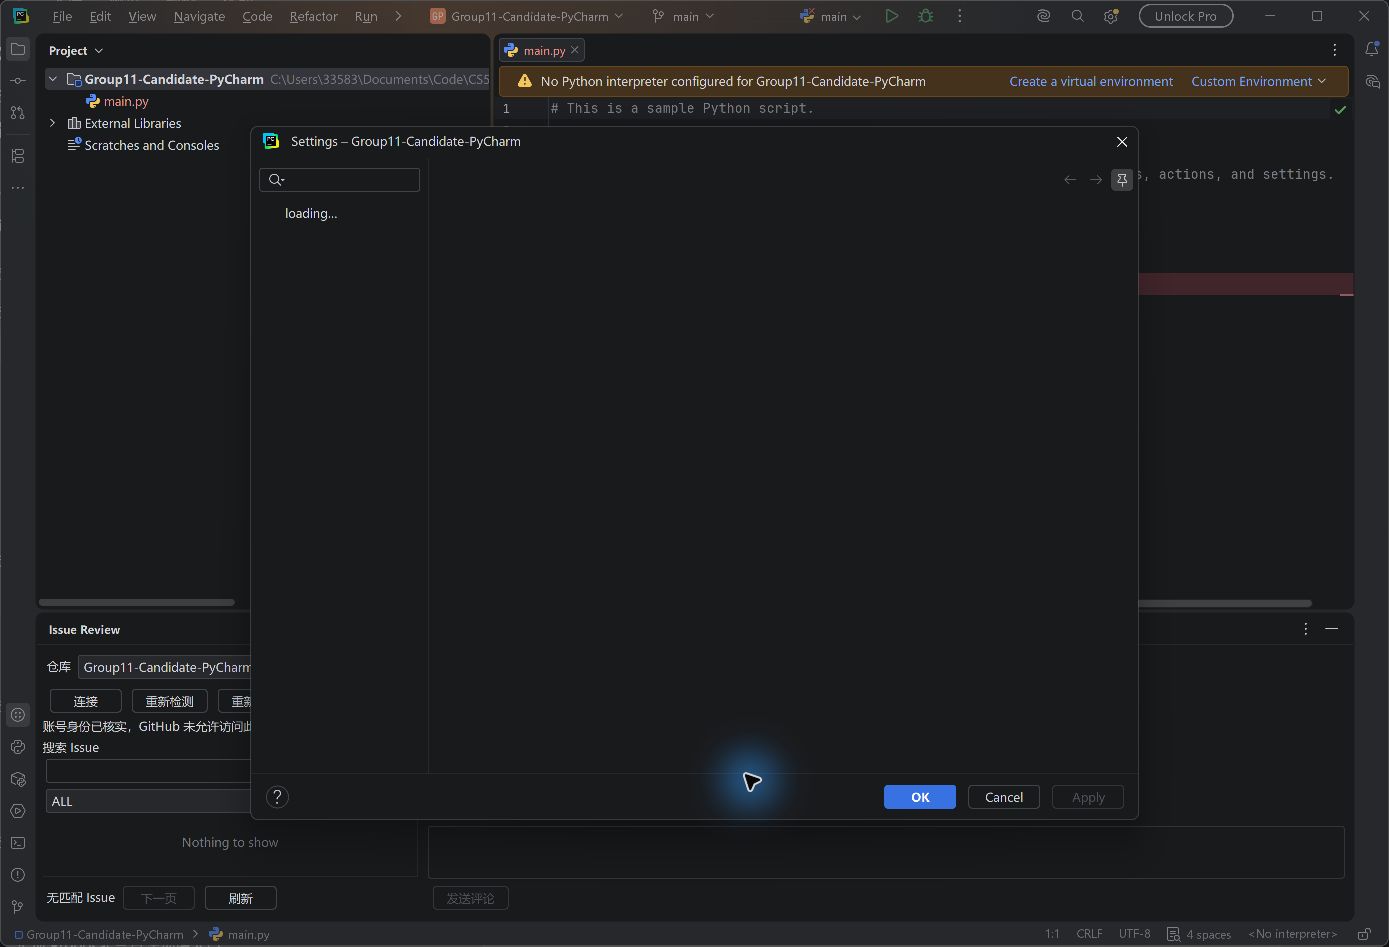 File Edit View Navigate Code Refactor Run GP Group11-Candidate-PyCharm main main Unlock Pro
Project
main.py
Group11-Candidate-PyCharm C:\Users\33583\Documents\Code\CS5
No Python interpreter configured for Group11-Candidate-PyCharm Create a virtual environment Custom Environment
main.py
1 # This is a sample Python script.
External Libraries
Scratches and Consoles
Settings – Group11-Candidate-PyCharm
s, actions, and settings.
loading...
? OK Cancel Apply
Issue Review
仓库 Group11-Candidate-PyCharm
连接 重新检测 重新
账号身份已核实，GitHub 未允许访问此
搜索 Issue
ALL
Nothing to show
无匹配 Issue 下一页 刷新 发送评论
Group11-Candidate-PyCharm main.py 1:1 CRLF UTF-8 4 spaces <No interpreter>